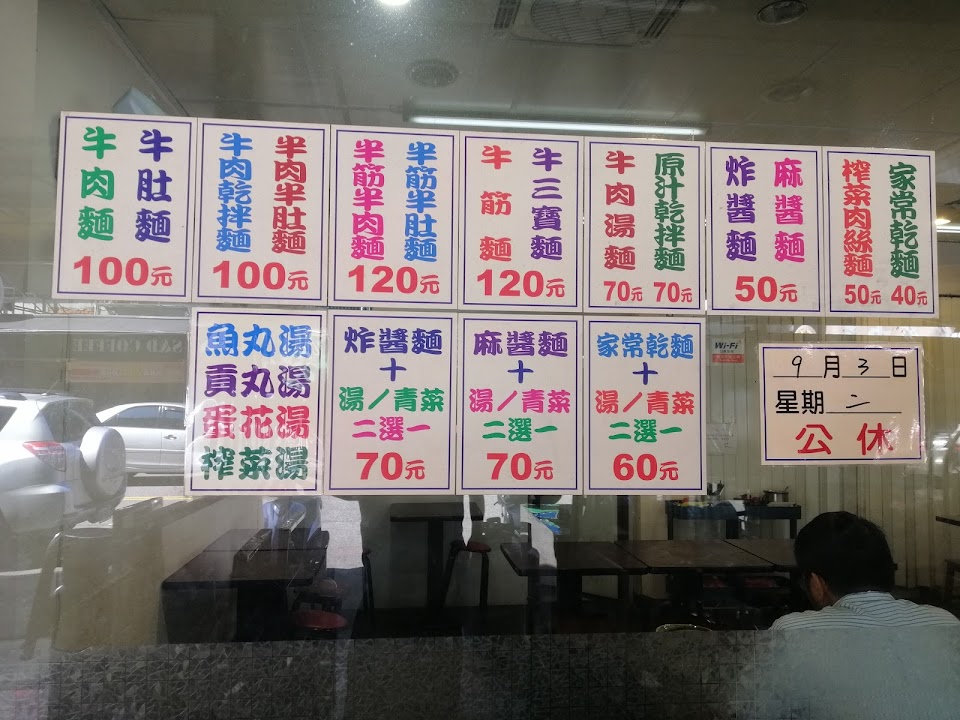 牛肉麵
牛肚麵
100元
牛肉乾拌麵
半肉半肚麵
100元
半筋半肉麵
半筋半肚麵
120元
牛筋麵
牛三寶麵
120元
牛肉湯麵
原汁乾拌麵
70元 70元
炸醬麵
麻醬麵
50元
榨菜肉絲麵
家常乾麵
50元 40元
魚丸湯
貢丸湯
蛋花湯
榨菜湯
炸醬麵
+
湯/青菜
二選一
70元
麻醬麵
+
湯/青菜
二選一
70元
家常乾麵
+
湯/青菜
二選一
60元
Wi-Fi
9月3日
星期二
公休
SAD COFFEE